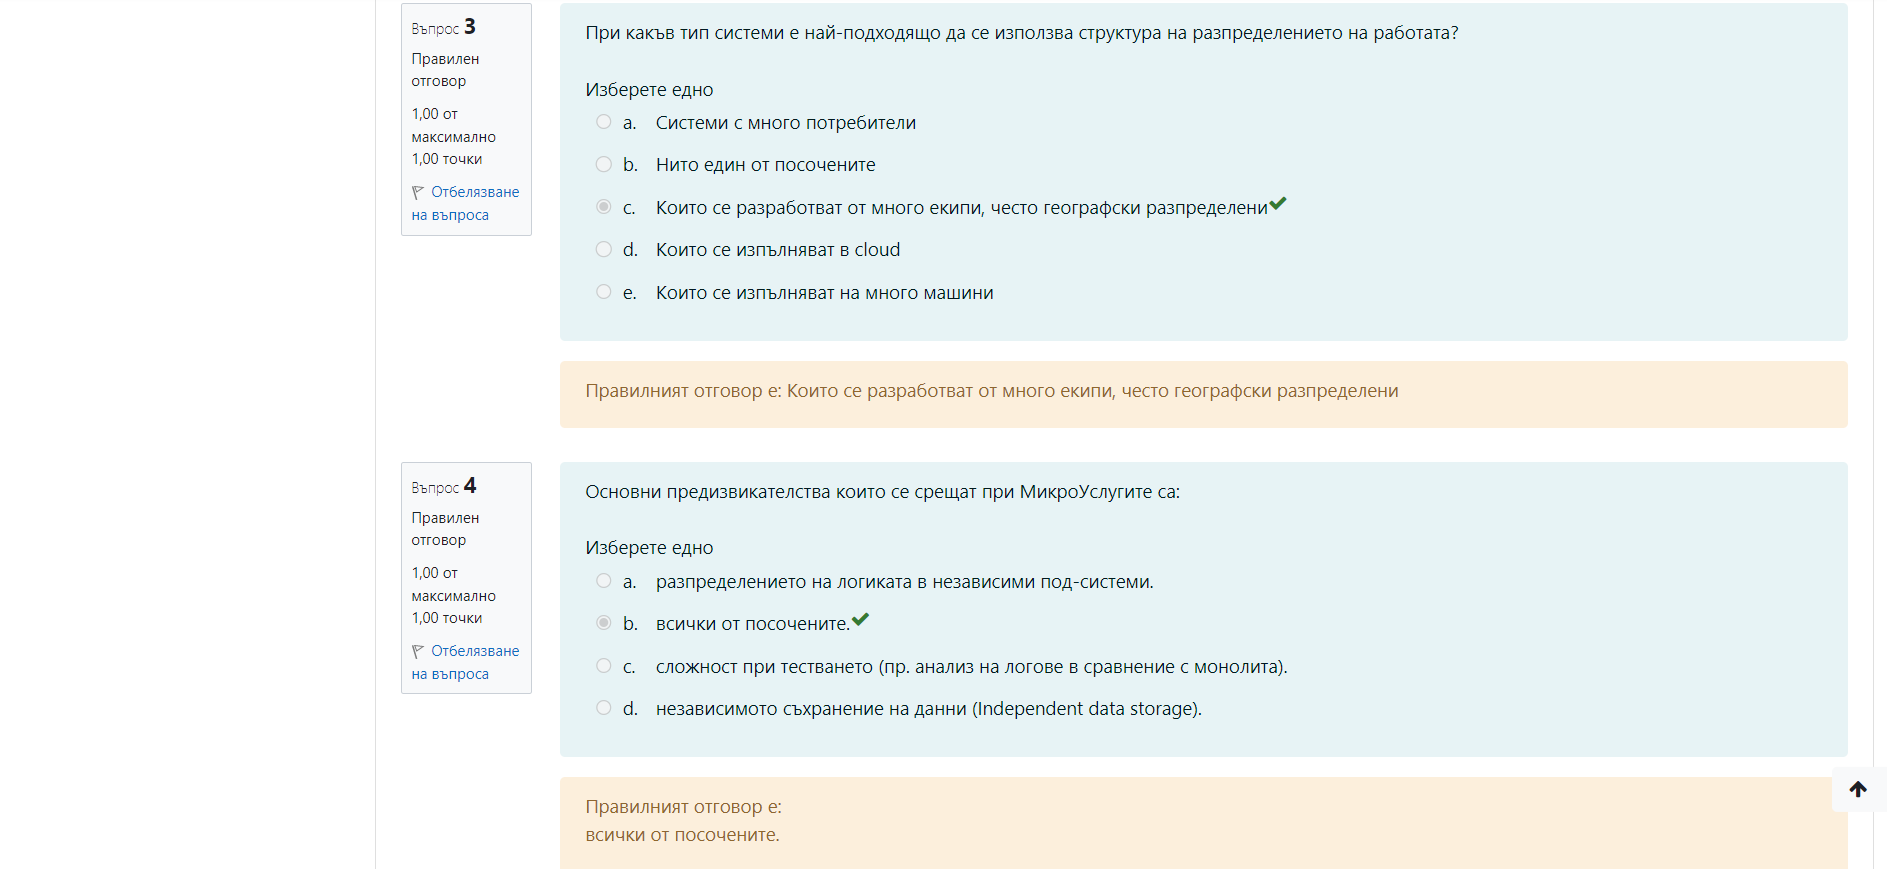 Въпрос 3
Правилен
отговор
1,00 от
максимално
1,00 точки
Отбелязване
на въпроса
При какъв тип системи е най-подходящо да се използва структура на разпределението на работата?
Изберете едно
a. Системи с много потребители
b. Нито един от посочените
c. Които се разработват от много екипи, често географски разпределени
d. Които се изпълняват в cloud
e. Които се изпълняват на много машини
Правилният отговор е: Които се разработват от много екипи, често географски разпределени
Въпрос 4
Правилен
отговор
1,00 от
максимално
1,00 точки
Отбелязване
на въпроса
Основни предизвикателства които се срещат при МикроУслугите са:
Изберете едно
a. разпределението на логиката в независими под-системи.
b. всички от посочените.
c. сложност при тестването (пр. анализ на логове в сравнение с монолита).
d. независимото съхранение на данни (Independent data storage).
Правилният отговор е:
всички от посочените.